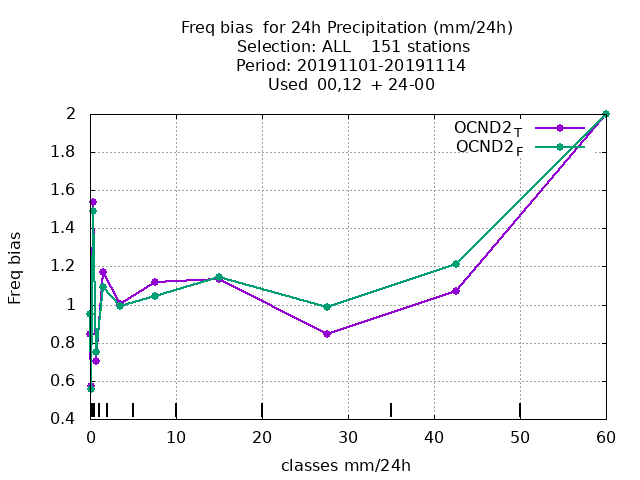 Freq bias  for 24h Precipitation (mm/24h)
Selection: ALL    151 stations
Period: 20191101-20191114
Used  00,12  + 24-00
OCND2T
OCND2F
2
1.8
1.6
1.4
1.2
1
0.8
0.6
0.4
Freq bias
0 10 20 30 40 50 60
classes mm/24h